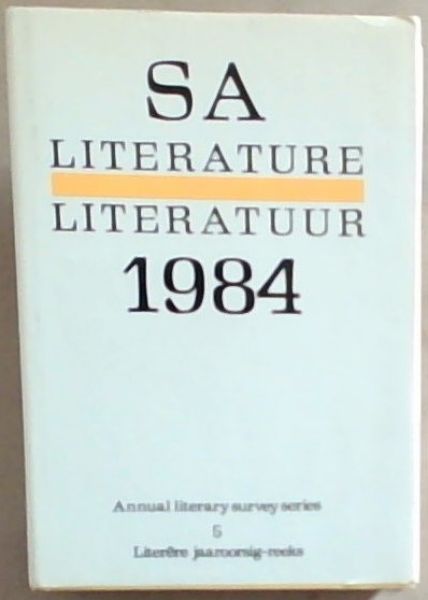 SA
LITERATURE
LITERATUUR
1984
Annual literary survey series
5
Literêre jaaroorsig-reeks